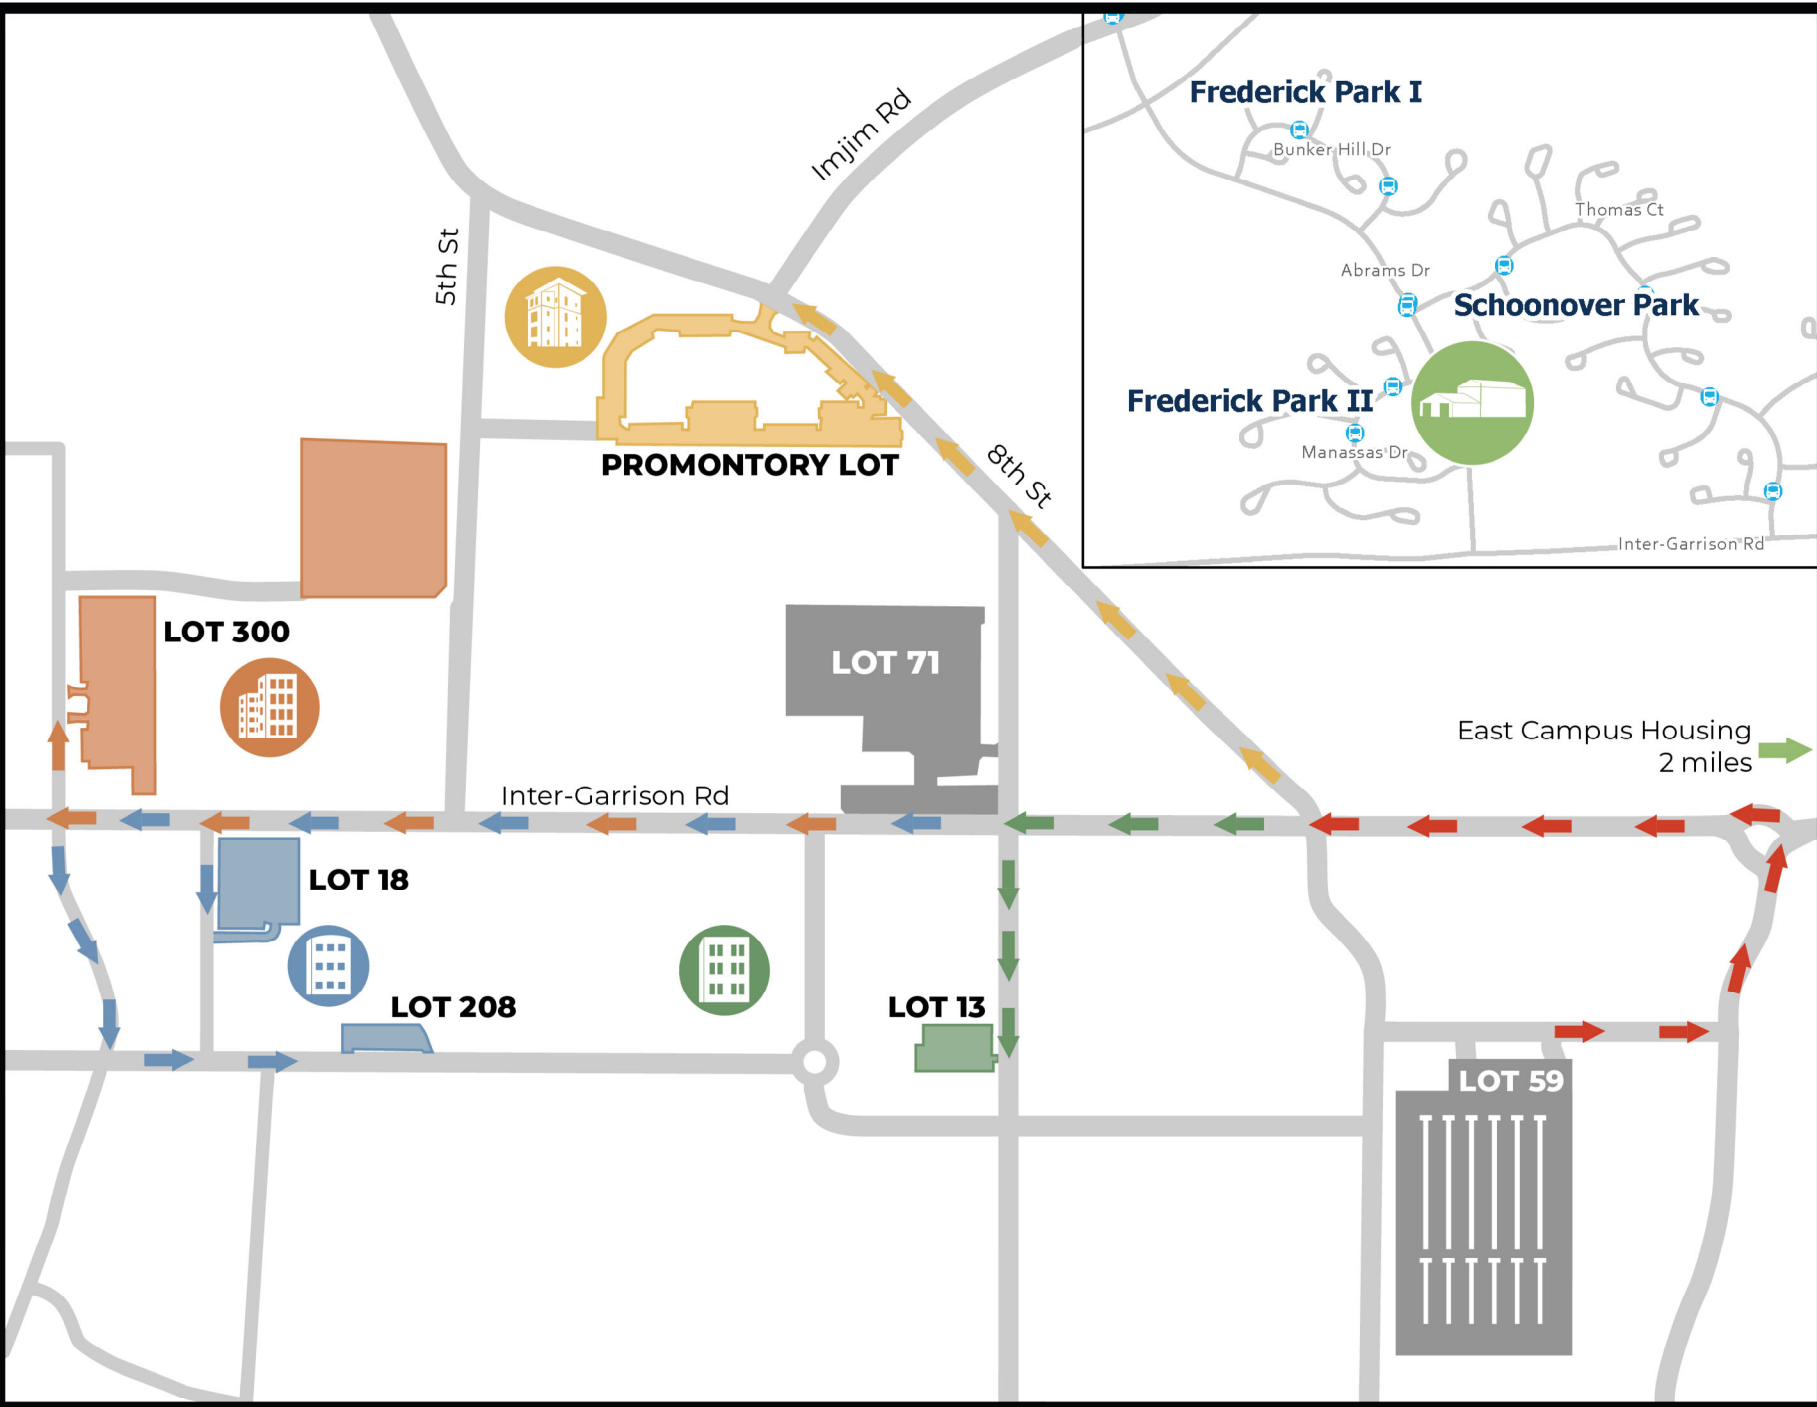 Imjim Rd
5th St
8th St
PROMONTORY LOT
LOT 300
LOT 71
Inter-Garrison Rd
East Campus Housing
2 miles
LOT 18
LOT 208
LOT 13
LOT 59
Frederick Park I
Bunker Hill Dr
Thomas Ct
Abrams Dr
Schoonover Park
Frederick Park II
Manassas Dr
Inter-Garrison Rd